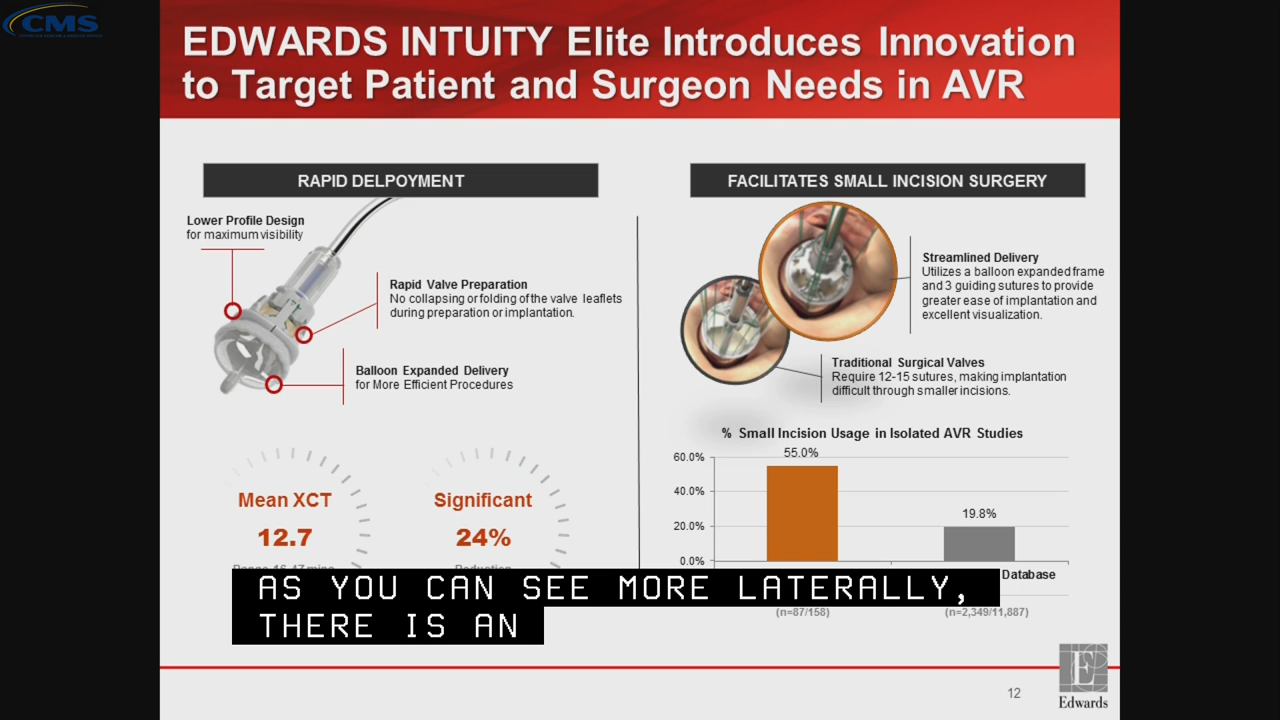 CMS
EDWARDS INTUITY Elite Introduces Innovation
to Target Patient and Surgeon Needs in AVR
RAPID DELPOYMENT
Lower Profile Design
for maximum visibility
Rapid Valve Preparation
No collapsing or folding of the valve leaflets
during preparation or implantation.
Balloon Expanded Delivery
for More Efficient Procedures
Mean XCT
12.7
Significant
24%
FACILITATES SMALL INCISION SURGERY
Streamlined Delivery
Utilizes a balloon expanded frame
and 3 guiding sutures to provide
greater ease of implantation and
excellent visualization.
Traditional Surgical Valves
Require 12-15 sutures, making implantation
difficult through smaller incisions.
% Small Incision Usage in Isolated AVR Studies
60.0%
55.0%
40.0%
19.8%
20.0%
0.0%
Database
(n=87/158)
(n=2,349/11,887)
AS YOU CAN SEE MORE LATERALLY,
THERE IS AN
12
E
Edwards